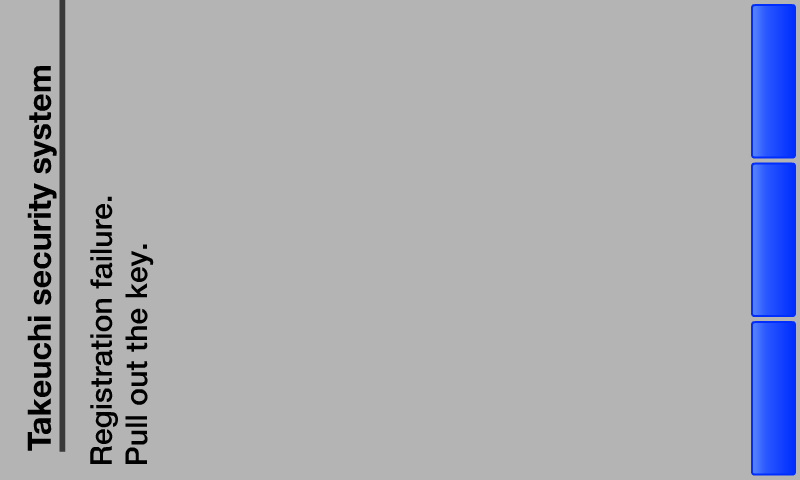 Takeuchi security system
Registration failure.
Pull out the key.